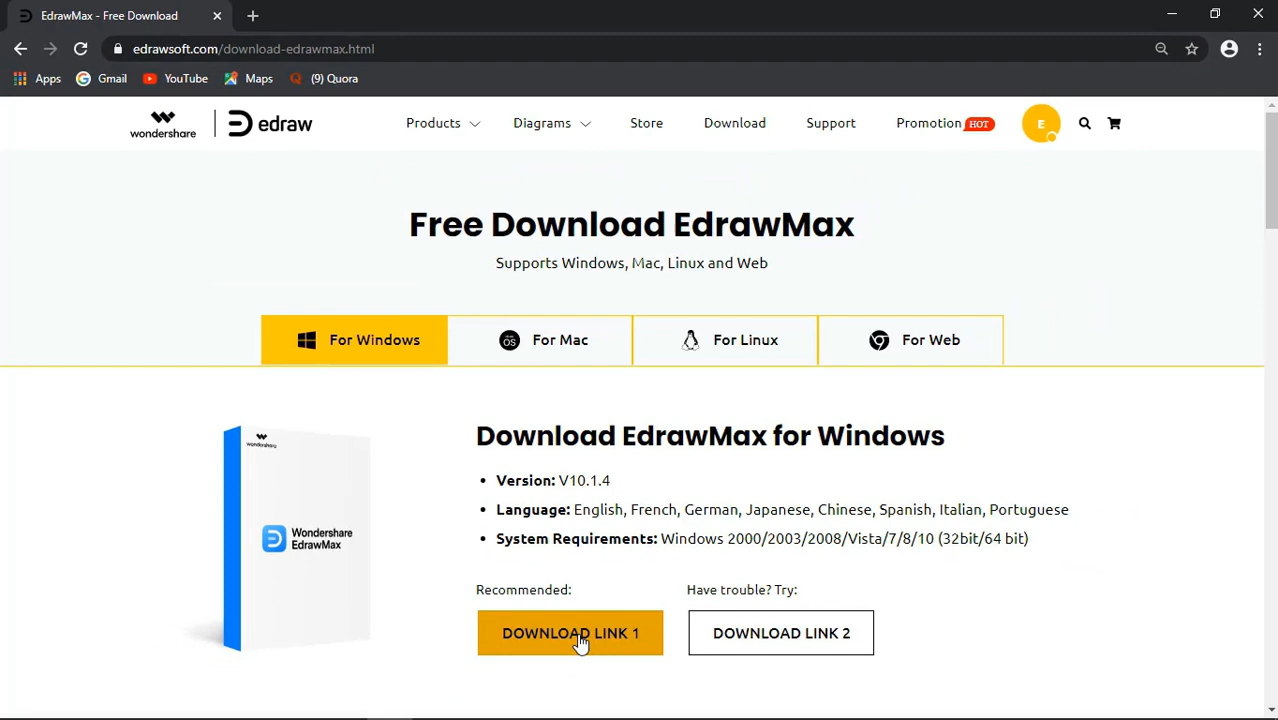 EdrawMax - Free Download
edrawsoft.com/download-edrawmax.html
Apps Gmail YouTube Maps (9) Quora
wondershare edraw Products Diagrams Store Download Support Promotion HOT E
Free Download EdrawMax
Supports Windows, Mac, Linux and Web
For Windows For Mac For Linux For Web
wondershare
Wondershare
EdrawMax
Download EdrawMax for Windows
• Version: V10.1.4
• Language: English, French, German, Japanese, Chinese, Spanish, Italian, Portuguese
• System Requirements: Windows 2000/2003/2008/Vista/7/8/10 (32bit/64 bit)
Recommended: Have trouble? Try:
DOWNLOAD LINK 1 DOWNLOAD LINK 2